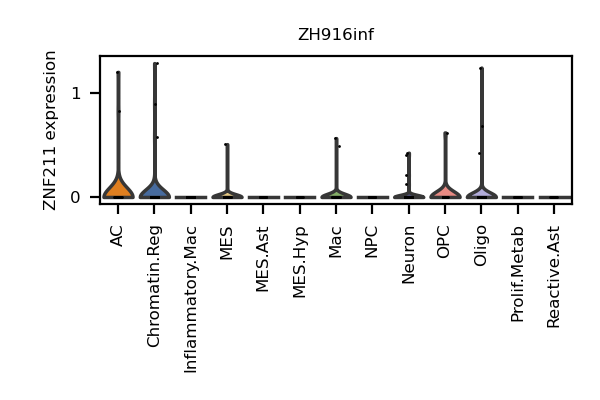 ZH916inf
ZNF211 expression
1
0
AC
Chromatin.Reg
Inflammatory.Mac
MES
MES.Ast
MES.Hyp
Mac
NPC
Neuron
OPC
Oligo
Prolif.Metab
Reactive.Ast